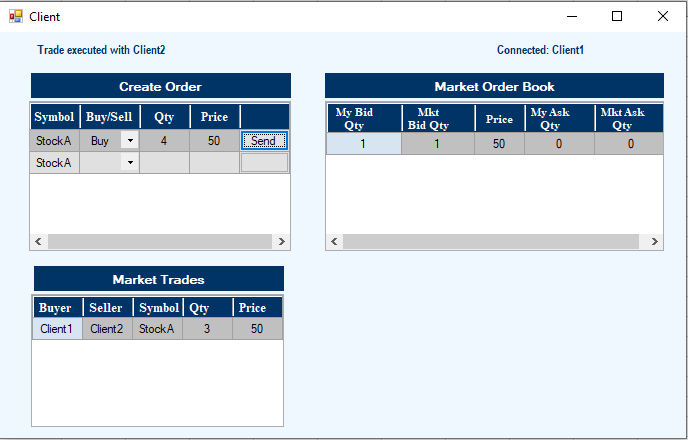 Client
Trade executed with Client2
Connected: Client1
Create Order
Symbol Buy/Sell Qty Price
StockA Buy 4 50 Send
StockA
Market Order Book
My Bid Qty Mkt Bid Qty Price My Ask Qty Mkt Ask Qty
1 1 50 0 0
Market Trades
Buyer Seller Symbol Qty Price
Client1 Client2 StockA 3 50